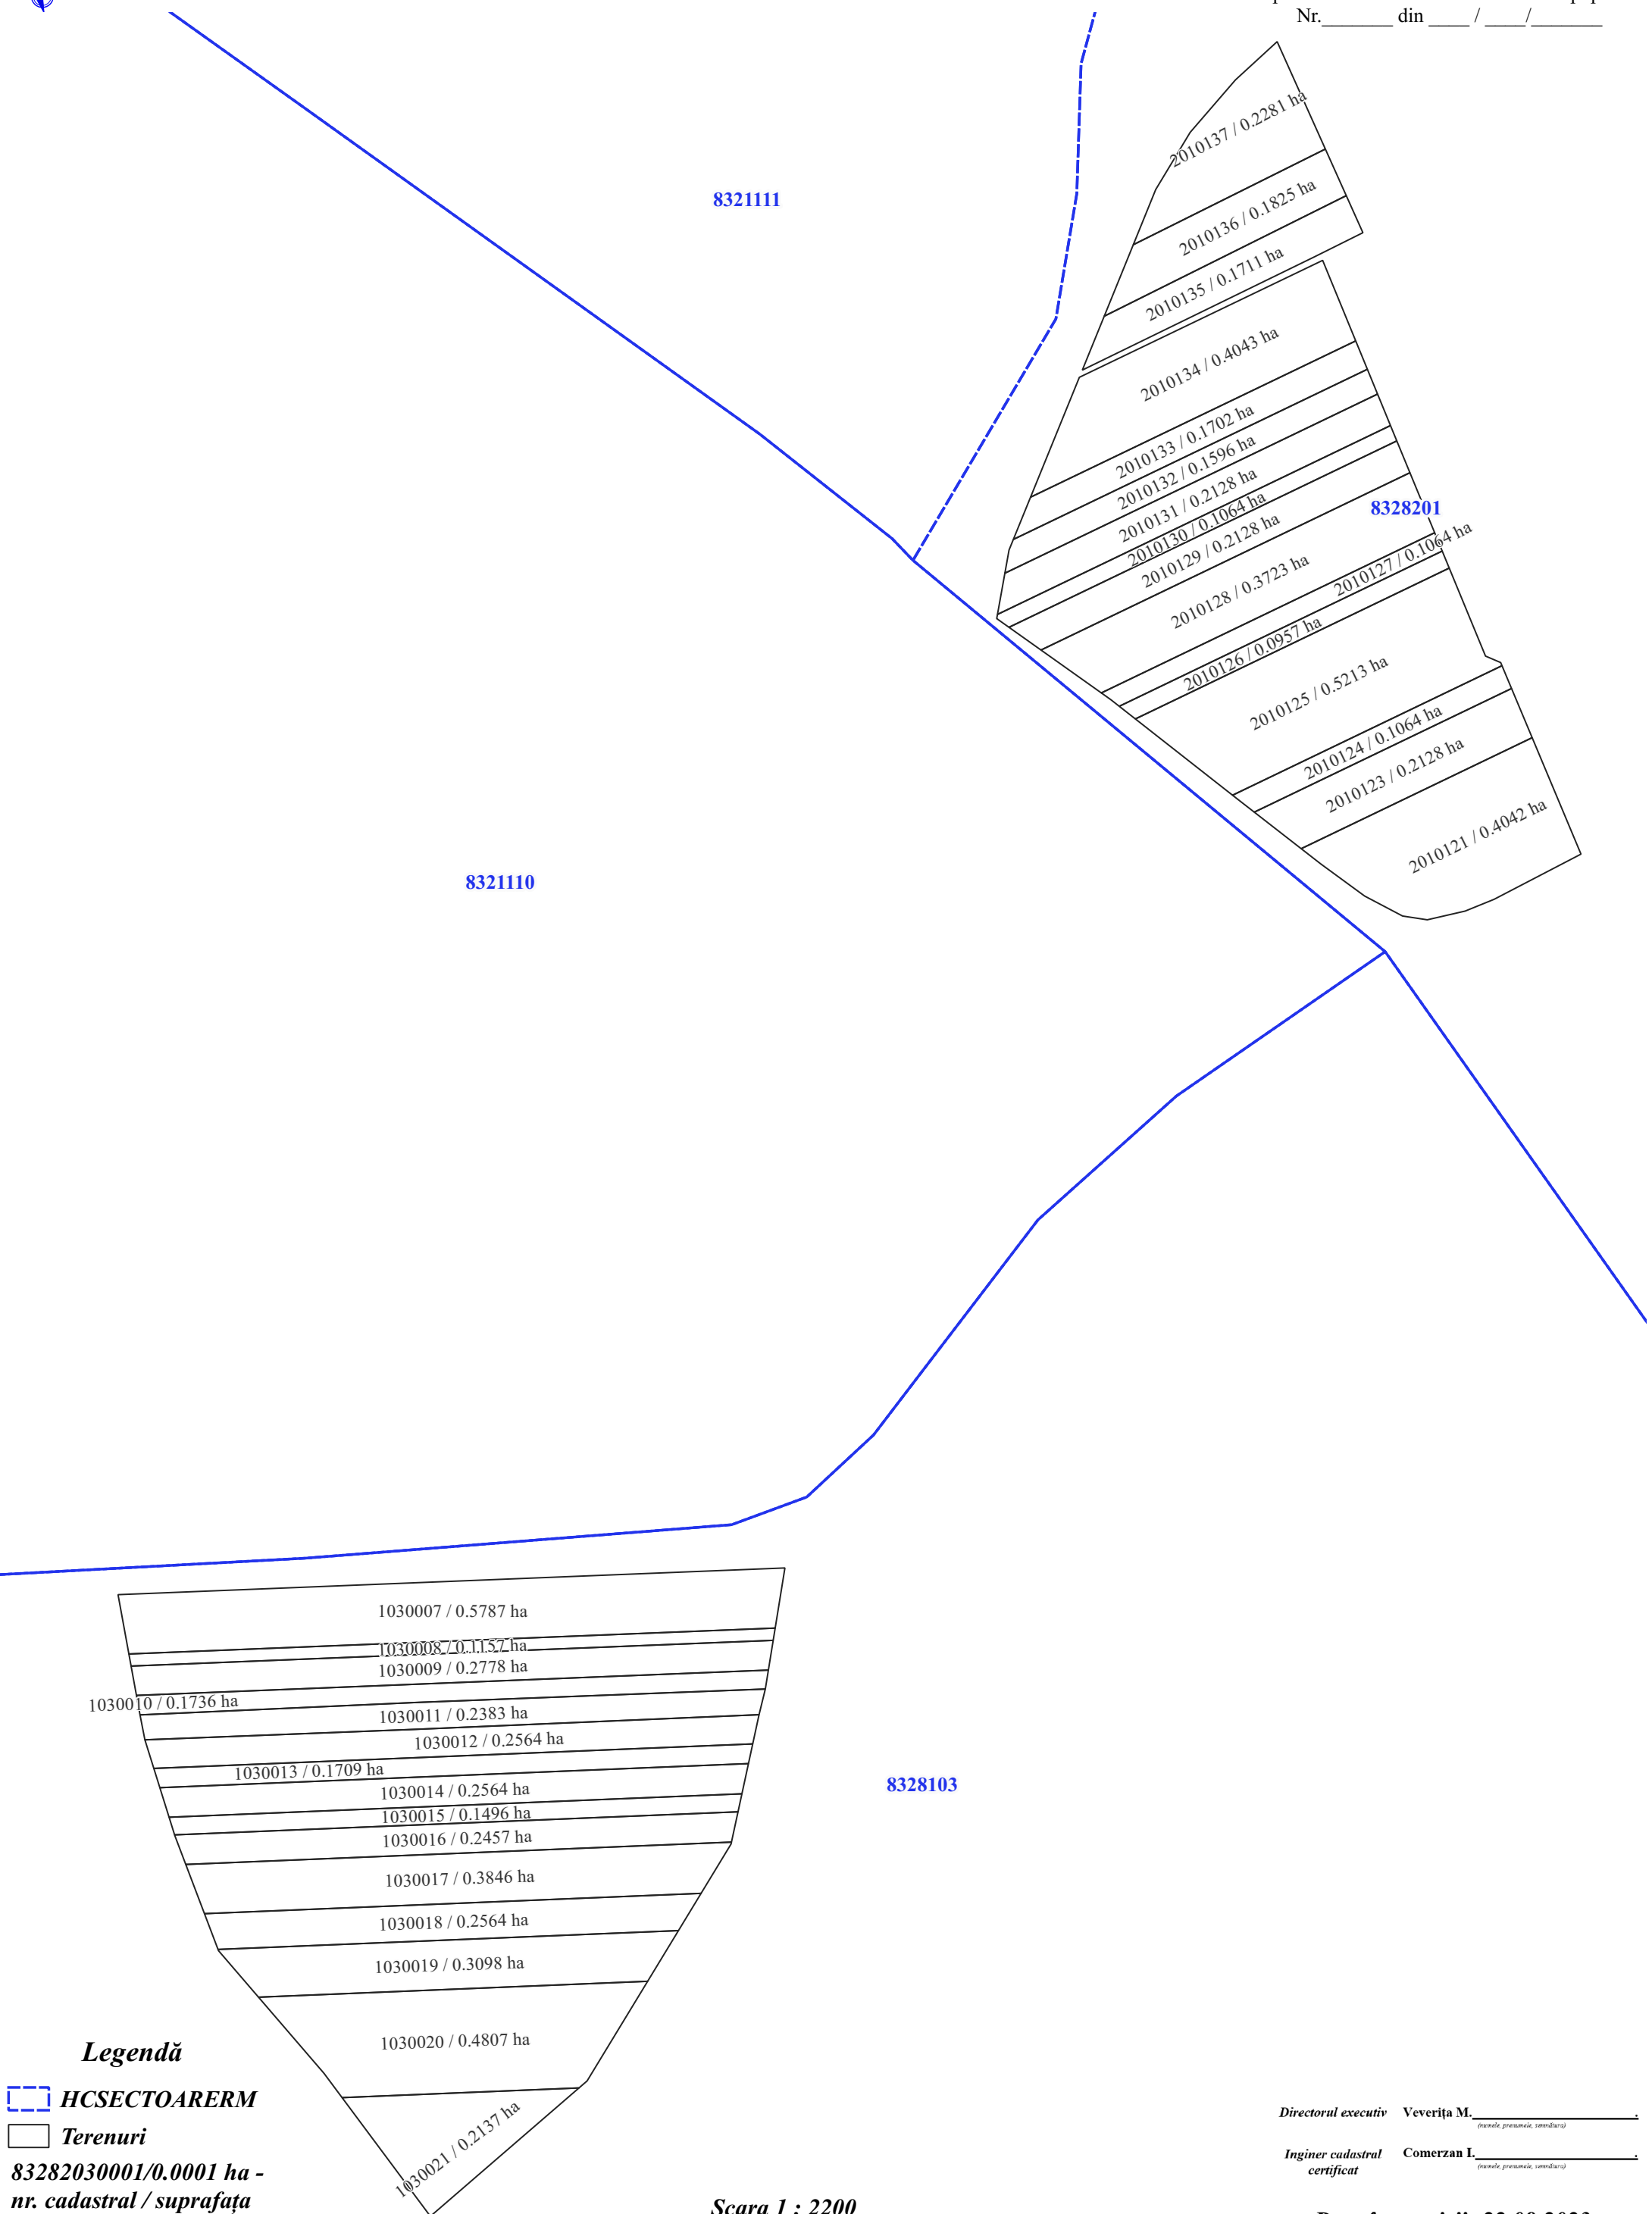 Nr._______ din ____ / ____/_______
2010137 / 0.2281 ha
8321111
2010136 / 0.1825 ha
2010135 / 0.1711 ha
2010134 / 0.4043 ha
2010133 / 0.1702 ha
2010132 / 0.1596 ha
2010131 / 0.2128 ha
8328201
2010130 / 0.1064 ha
2010129 / 0.2128 ha
2010127 / 0.1064 ha
2010128 / 0.3723 ha
2010126 / 0.0957 ha
2010125 / 0.5213 ha
2010124 / 0.1064 ha
2010123 / 0.2128 ha
2010121 / 0.4042 ha
8321110
1030007 / 0.5787 ha
1030008 / 0.1157 ha
1030009 / 0.2778 ha
1030010 / 0.1736 ha
1030011 / 0.2383 ha
1030012 / 0.2564 ha
1030013 / 0.1709 ha
8328103
1030014 / 0.2564 ha
1030015 / 0.1496 ha
1030016 / 0.2457 ha
1030017 / 0.3846 ha
1030018 / 0.2564 ha
1030019 / 0.3098 ha
1030020 / 0.4807 ha
1030021 / 0.2137 ha
Legendă
HCSECTOARERM
Terenuri
83282030001/0.0001 ha -
nr. cadastral / suprafața
Scara 1 : 2200
Directorul executiv Veverița M.
(numele, prenumele, semnătura)
Inginer cadastral Comerzan I.
certificat
(numele, prenumele, semnătura)